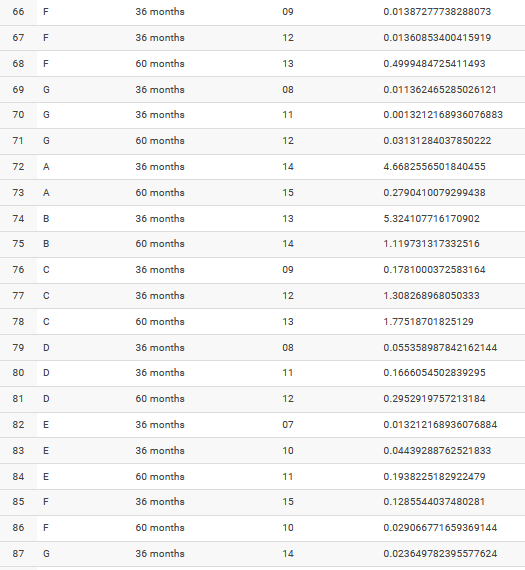 66 F 36 months 09 0.01387277738288073
67 F 36 months 12 0.01360853400415919
68 F 60 months 13 0.4999484725411493
69 G 36 months 08 0.011362465285026121
70 G 36 months 11 0.0013212168936076883
71 G 60 months 12 0.03131284037850222
72 A 36 months 14 4.6682556501840455
73 A 60 months 15 0.2790410079299438
74 B 36 months 13 5.324107716170902
75 B 60 months 14 1.119731317332516
76 C 36 months 09 0.1781000372583164
77 C 36 months 12 1.308268968050333
78 C 60 months 13 1.77518701825129
79 D 36 months 08 0.055358987842162144
80 D 36 months 11 0.1666054502839295
81 D 60 months 12 0.2952919757213184
82 E 36 months 07 0.013212168936076884
83 E 36 months 10 0.04439288762521833
84 E 60 months 11 0.1938225182922479
85 F 36 months 15 0.1285544037480281
86 F 60 months 10 0.029066771659369144
87 G 36 months 14 0.023649782395577624